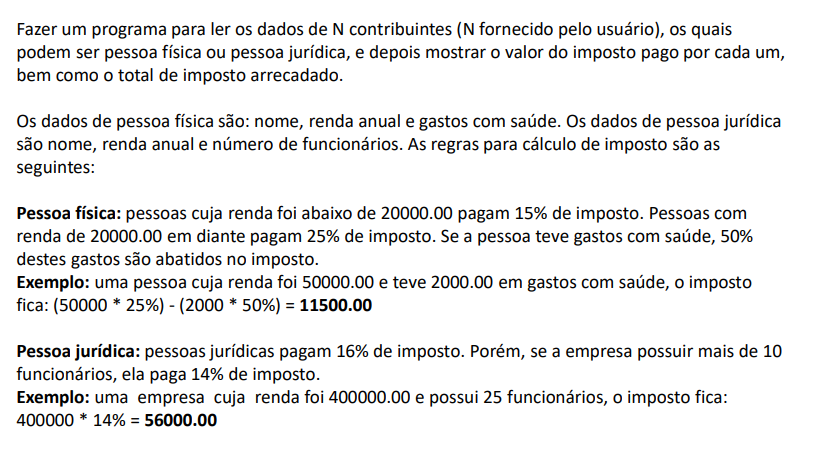 Fazer um programa para ler os dados de N contribuintes (N fornecido pelo usuário), os quais
podem ser pessoa física ou pessoa jurídica, e depois mostrar o valor do imposto pago por cada um,
bem como o total de imposto arrecadado.
Os dados de pessoa física são: nome, renda anual e gastos com saúde. Os dados de pessoa jurídica
são nome, renda anual e número de funcionários. As regras para cálculo de imposto são as
seguintes:
Pessoa física: pessoas cuja renda foi abaixo de 20000.00 pagam 15% de imposto. Pessoas com
renda de 20000.00 em diante pagam 25% de imposto. Se a pessoa teve gastos com saúde, 50%
destes gastos são abatidos no imposto.
Exemplo: uma pessoa cuja renda foi 50000.00 e teve 2000.00 em gastos com saúde, o imposto
fica: (50000 * 25%) - (2000 * 50%) = 11500.00
Pessoa jurídica: pessoas jurídicas pagam 16% de imposto. Porém, se a empresa possuir mais de 10
funcionários, ela paga 14% de imposto.
Exemplo: uma empresa cuja renda foi 400000.00 e possui 25 funcionários, o imposto fica:
400000 * 14% = 56000.00